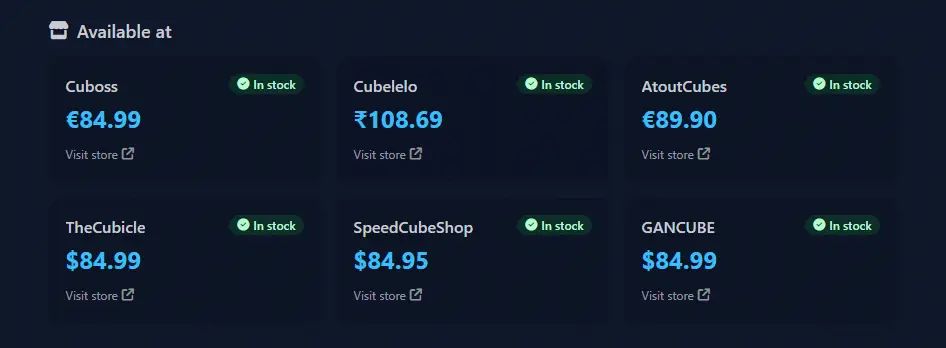 Available at
Cuboss In stock
€84.99
Visit store
Cubelelo In stock
₹108.69
Visit store
AtoutCubes In stock
€89.90
Visit store
TheCubicle In stock
$84.99
Visit store
SpeedCubeShop In stock
$84.95
Visit store
GANCUBE In stock
$84.99
Visit store